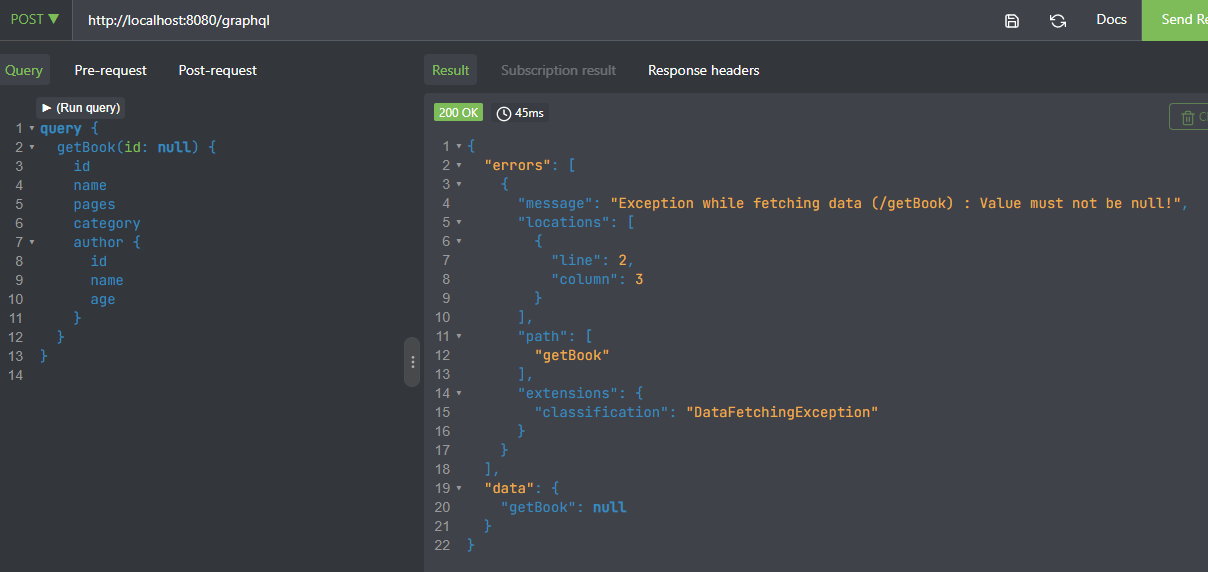 POST ▼ http://localhost:8080/graphql Docs Send Re
Query Pre-request Post-request
▶ (Run query)
1 query {
2 getBook(id: null) {
3 id
4 name
5 pages
6 category
7 author {
8 id
9 name
10 age
11 }
12 }
13 }
14
Result Subscription result Response headers
200 OK 45ms
C
1 {
2 "errors": [
3 {
4 "message": "Exception while fetching data (/getBook) : Value must not be null!",
5 "locations": [
6 {
7 "line": 2,
8 "column": 3
9 }
10 ],
11 "path": [
12 "getBook"
13 ],
14 "extensions": {
15 "classification": "DataFetchingException"
16 }
17 }
18 ],
19 "data": {
20 "getBook": null
21 }
22 }